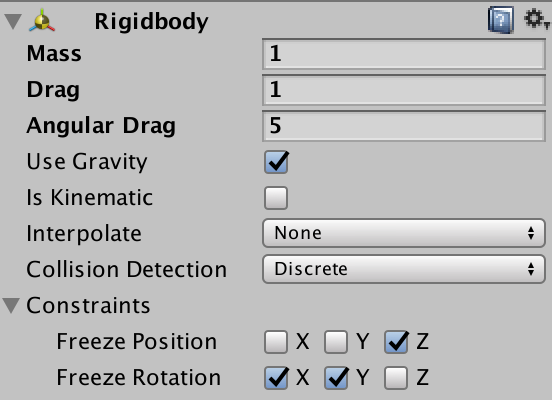 Rigidbody
Mass 1
Drag 1
Angular Drag 5
Use Gravity
Is Kinematic
Interpolate None
Collision Detection Discrete
Constraints
Freeze Position X Y Z
Freeze Rotation X Y Z